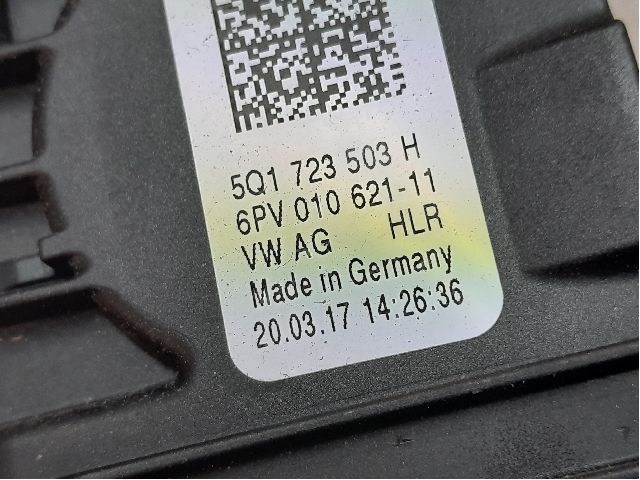 5Q1 723 503 H
6PV 010 621-11
VW AG HLR
Made in Germany
20.03.17 14:26:36